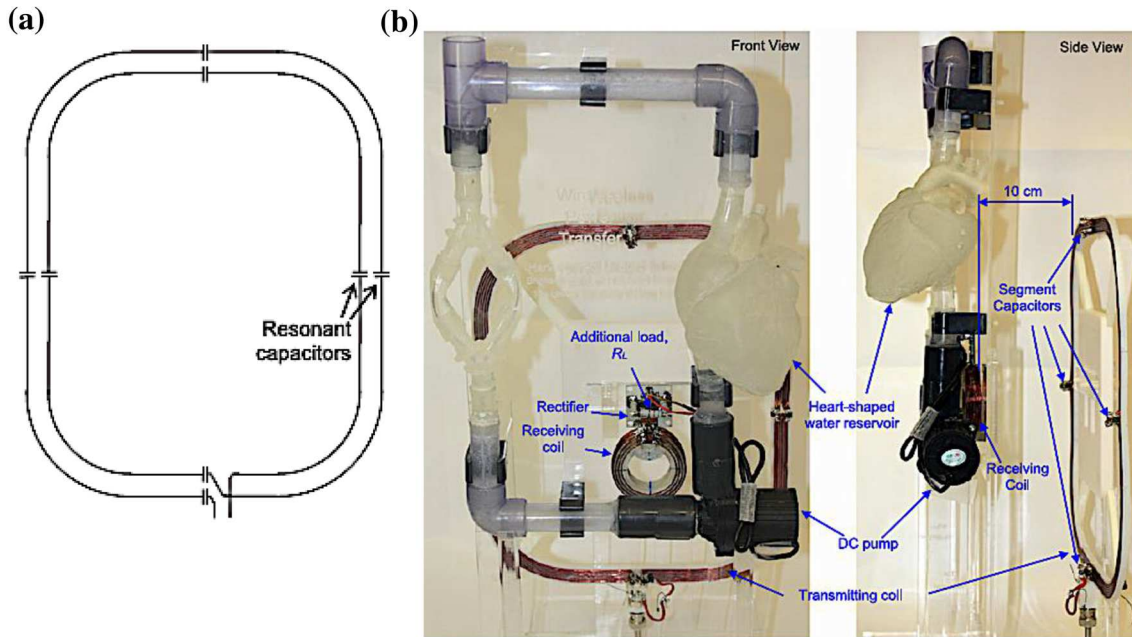 (a)
(b)
Resonant
capacitors
Front View
Side View
Transfer
10 cm
Segment
Capacitors
Additional load,
RL
Rectifier
Receiving
coil
Heart-shaped
water reservoir
Receiving
Coil
DC pump
Transmitting coil